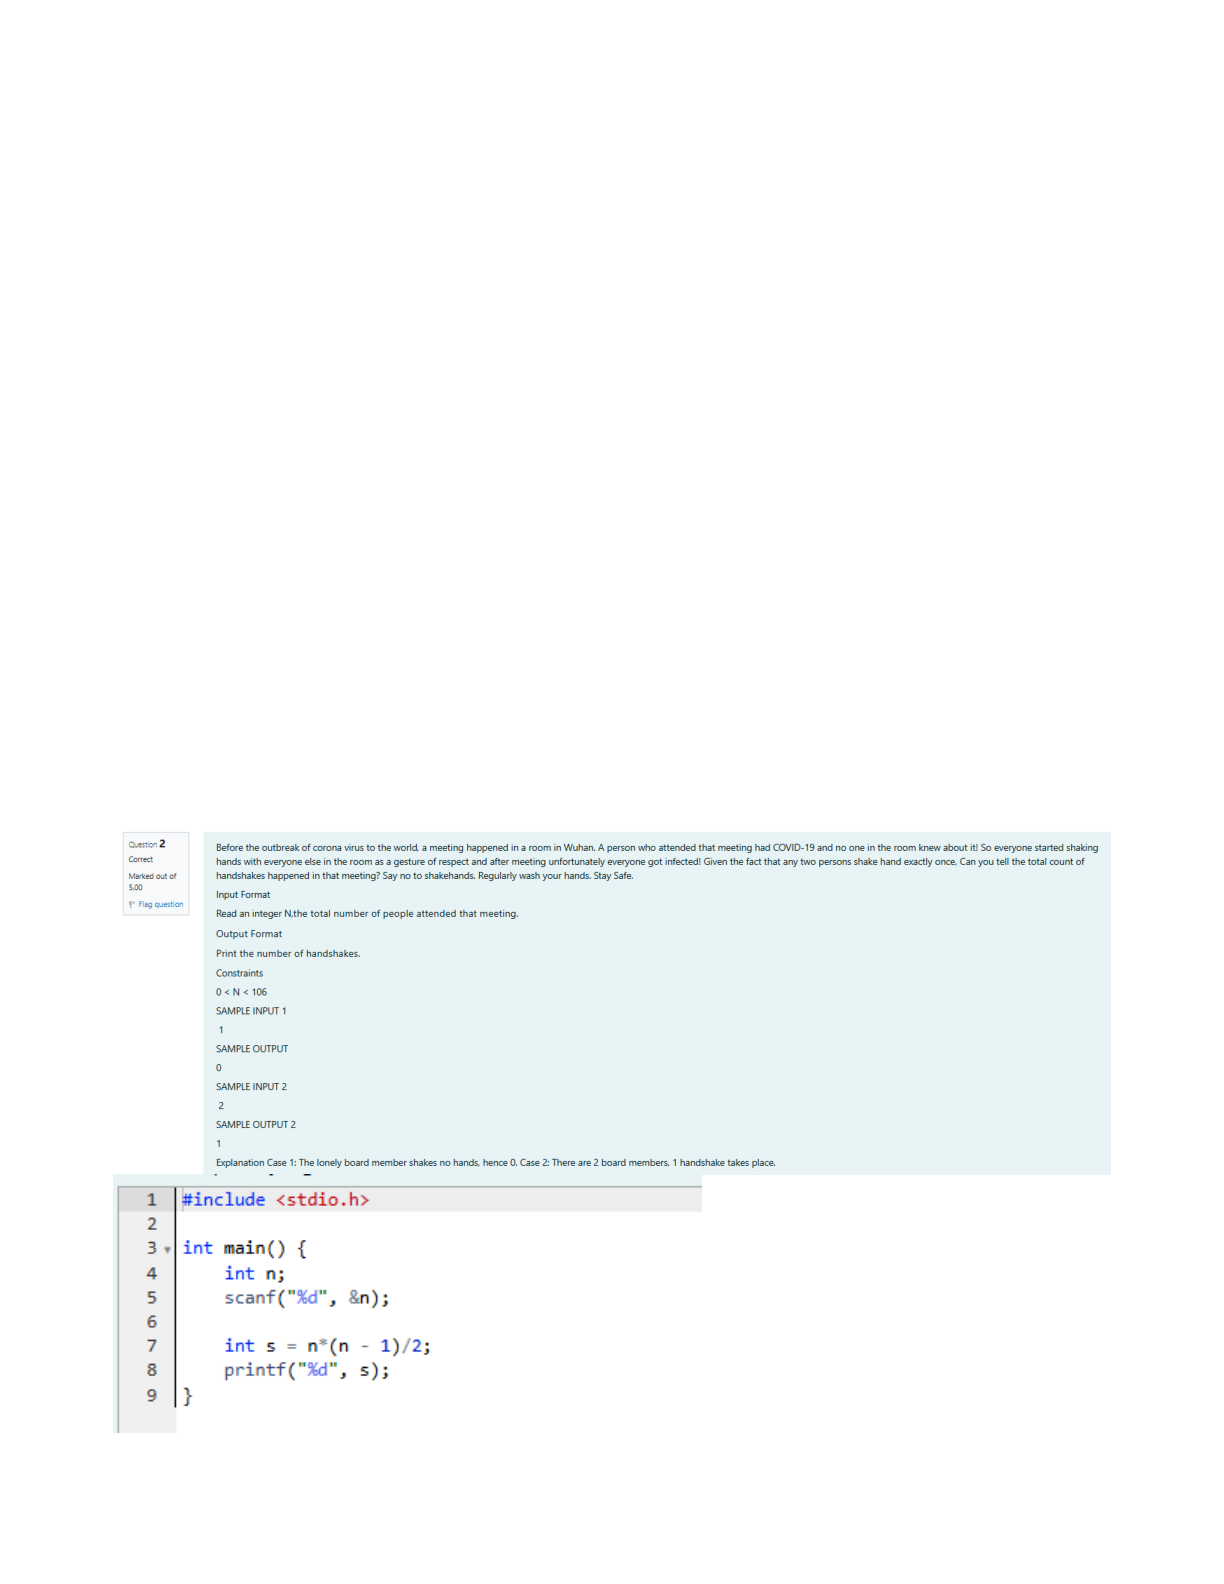 Question 2
Correct
Marked out of
5.00
Flag question
Before the outbreak of corona virus to the world, a meeting happened in a room in Wuhan. A person who attended that meeting had COVID-19 and no one in the room knew about it! So everyone started shaking
hands with everyone else in the room as a gesture of respect and after meeting unfortunately everyone got infected! Given the fact that any two persons shake hand exactly once, Can you tell the total count of
handshakes happened in that meeting? Say no to shakehands. Regularly wash your hands. Stay Safe.
Input Format
Read an integer N,the total number of people attended that meeting.
Output Format
Print the number of handshakes.
Constraints
0 < N < 106
SAMPLE INPUT 1
1
SAMPLE OUTPUT
0
SAMPLE INPUT 2
2
SAMPLE OUTPUT 2
1
Explanation Case 1: The lonely board member shakes no hands, hence 0. Case 2: There are 2 board members, 1 handshake takes place.
1 #include <stdio.h>
2
3 int main() {
4 int n;
5 scanf("%d", &n);
6
7 int s = n*(n - 1)/2;
8 printf("%d", s);
9 }